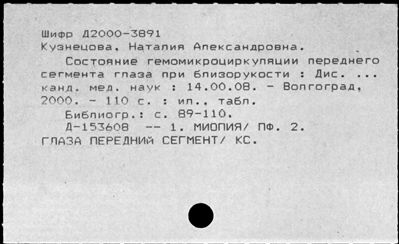 Шифр Д2000-3891
Кузнецова, Наталия Александровна.
Состояние гемомикроциркуляции переднего
сегмента глаза при близорукости : Дис. ...
канд. мед. наук : 14.00.08. - Волгоград,
2000. - 110 с. : ил., табл.
Библиогр.: с. 89-110.
Д-153608 -- 1. МИОПИЯ/ ПФ. 2.
ГЛАЗА ПЕРЕДНИЙ СЕГМЕНТ/ КС.